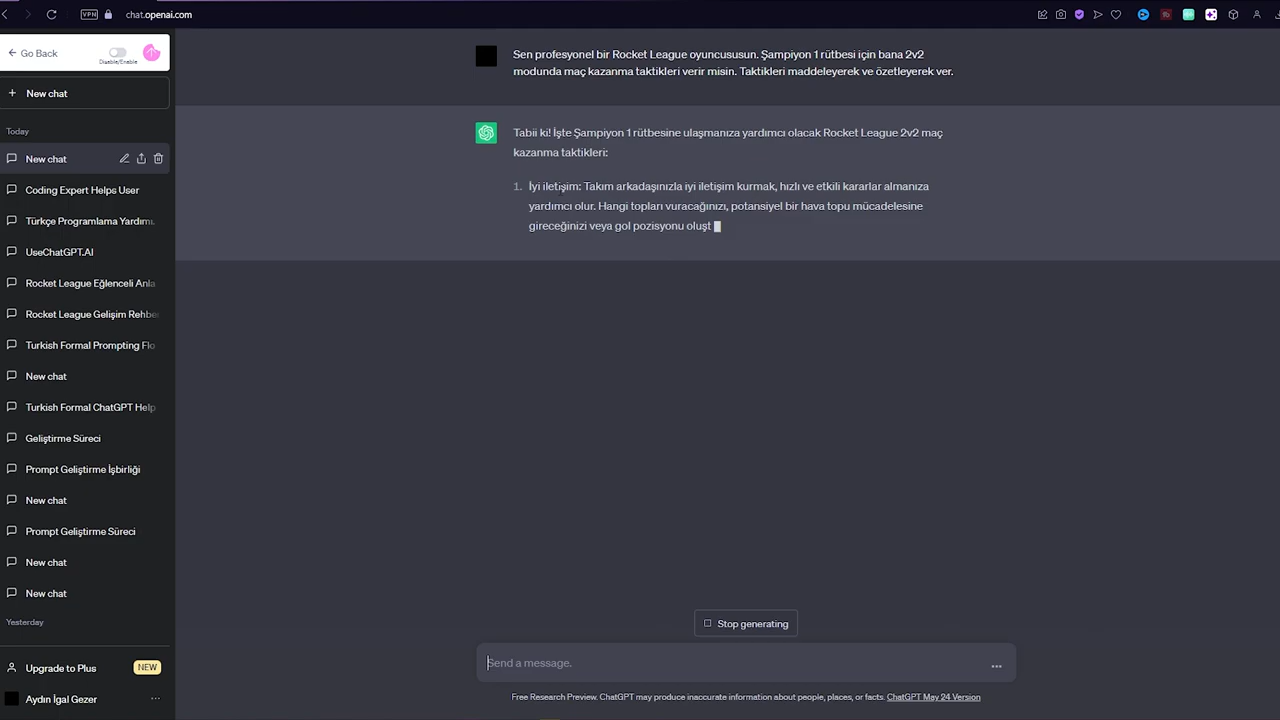 VPN
chat.openai.com
Go Back
Disable/Enable
New chat
Today
New chat
Coding Expert Helps User
Türkçe Programlama Yardımı.
UseChatGPT.AI
Rocket League Eğlenceli Anla
Rocket League Gelişim Rehbe
Turkish Formal Prompting Flo
New chat
Turkish Formal ChatGPT Help
Geliştirme Süreci
Prompt Geliştirme İşbirliği
New chat
Prompt Geliştirme Süreci
New chat
New chat
Yesterday
Upgrade to Plus NEW
Aydın İgal Gezer ...
Sen profesyonel bir Rocket League oyuncususun. Şampiyon 1 rütbesi için bana 2v2
modunda maç kazanma taktikleri verir misin. Taktikleri maddeleyerek ve özetleyerek ver.
Tabii ki! İşte Şampiyon 1 rütbesine ulaşmanıza yardımcı olacak Rocket League 2v2 maç
kazanma taktikleri:
1. İyi iletişim: Takım arkadaşınızla iyi iletişim kurmak, hızlı ve etkili kararlar almanıza
yardımcı olur. Hangi topları vuracağınızı, potansiyel bir hava topu mücadelesine
gireceğinizi veya gol pozisyonu oluşt
Stop generating
Send a message.
...
Free Research Preview. ChatGPT may produce inaccurate information about people, places, or facts. ChatGPT May 24 Version